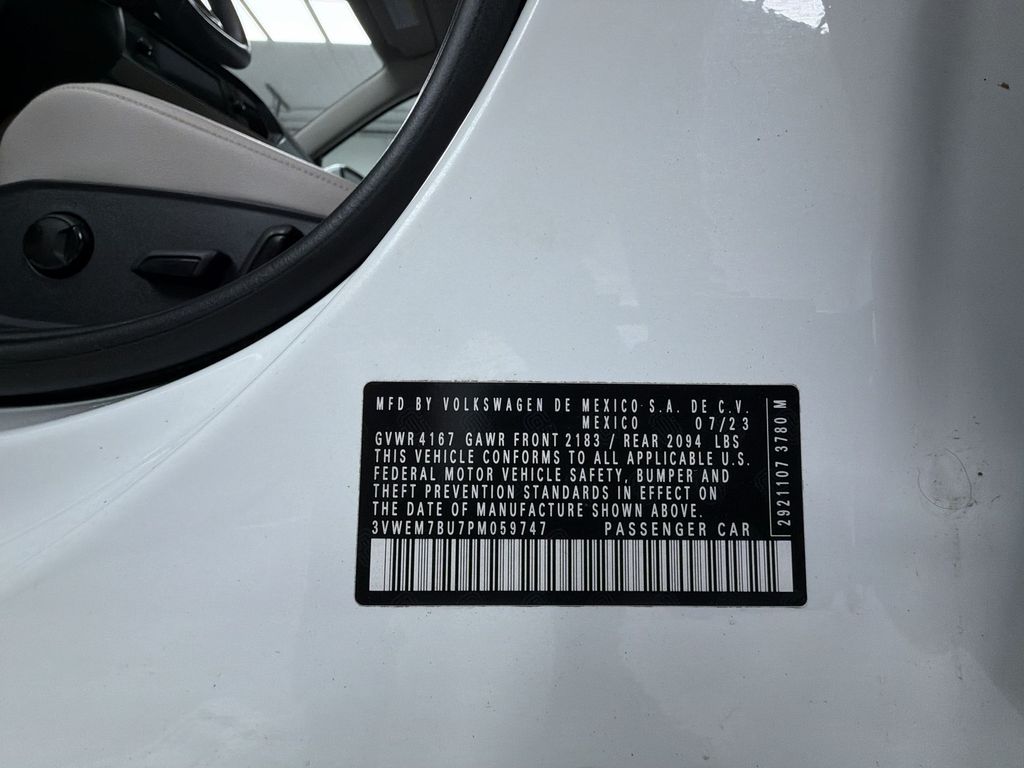 MFD BY VOLKSWAGEN DE MEXICO S.A. DE C.V.
MEXICO 07/23
GVWR 4167 GAWR FRONT 2183 / REAR 2094 LBS
THIS VEHICLE CONFORMS TO ALL APPLICABLE U.S.
FEDERAL MOTOR VEHICLE SAFETY, BUMPER AND
THEFT PREVENTION STANDARDS IN EFFECT ON
THE DATE OF MANUFACTURE SHOWN ABOVE.
3VWEM7BU7PM059747 PASSENGER CAR
2921107 3780 M